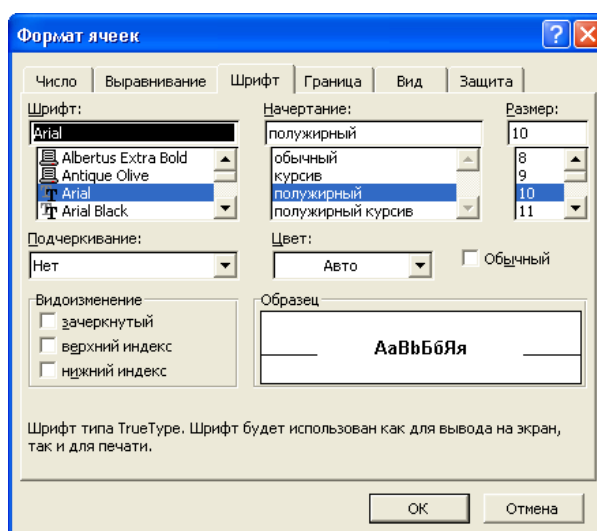 Формат ячеек
Число Выравнивание Шрифт Граница Вид Защита
Шрифт: Начертание: Размер:
Arial полужирный 10
Albertus Extra Bold обычный 8
Antique Olive курсив 9
Arial полужирный 10
Arial Black полужирный курсив 11
Подчеркивание: Цвет:
Нет Авто Обычный
Видоизменение Образец
зачеркнутый
верхний индекс АаBbБбЯя
нижний индекс
Шрифт типа TrueType. Шрифт будет использован как для вывода на экран,
так и для печати.
ОК Отмена